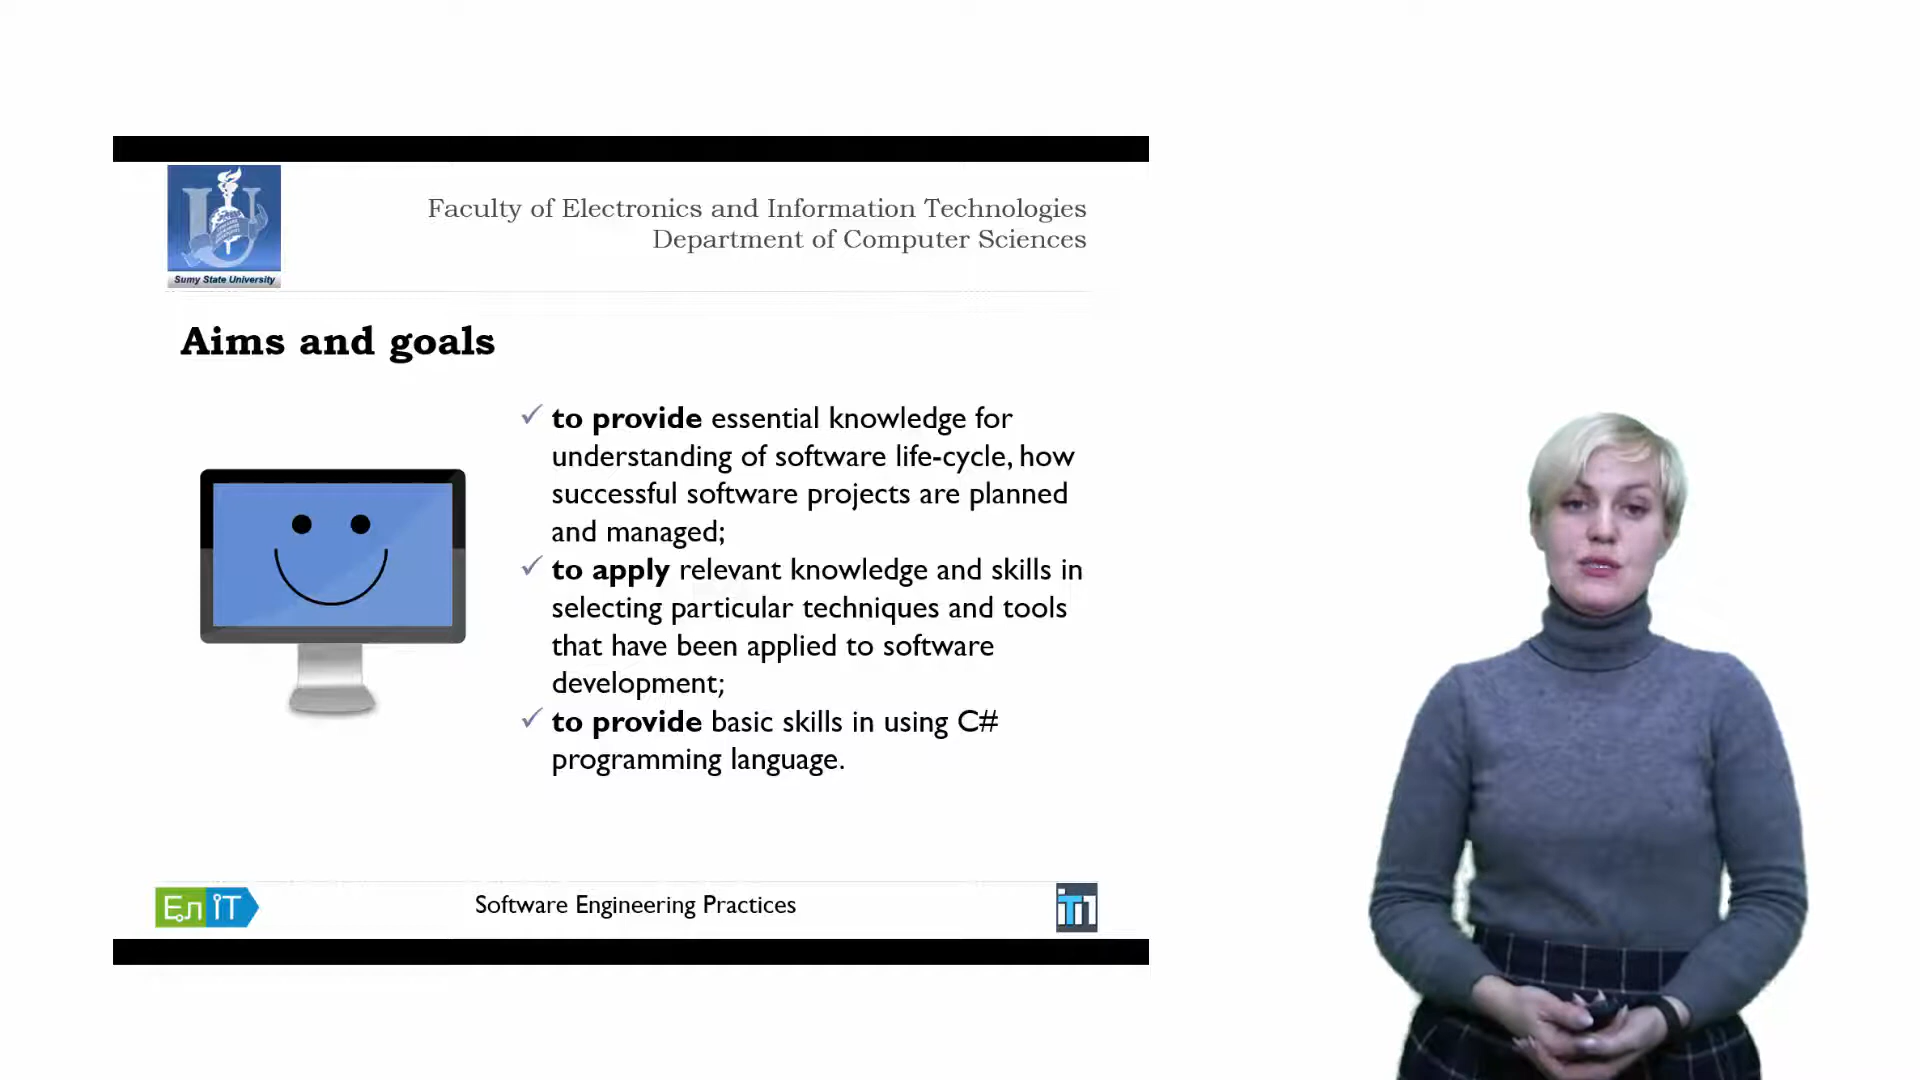 Sumy State University
Faculty of Electronics and Information Technologies
Department of Computer Sciences
Aims and goals
✓ to provide essential knowledge for
understanding of software life-cycle, how
successful software projects are planned
and managed;
✓ to apply relevant knowledge and skills in
selecting particular techniques and tools
that have been applied to software
development;
✓ to provide basic skills in using C#
programming language.
Ел іТ
Software Engineering Practices